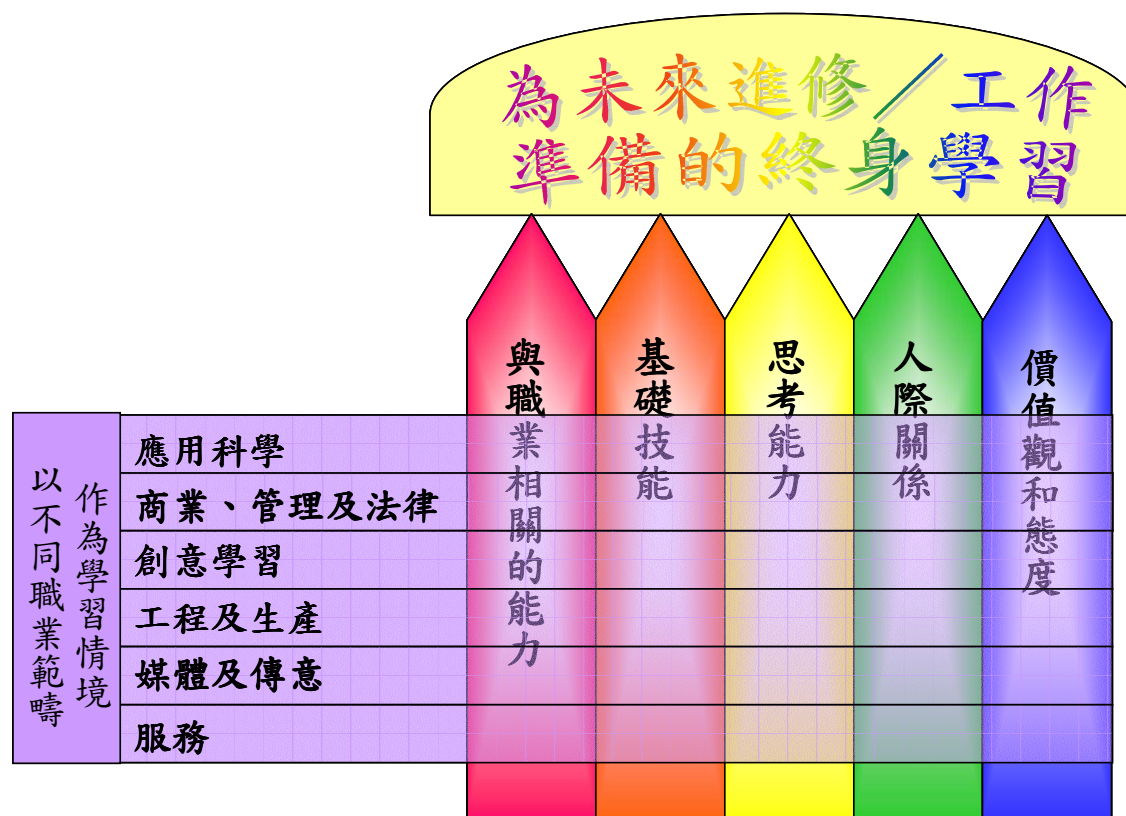 為未來進修／工作
準備的終身學習
與職業相關的能力
基礎技能
思考能力
人際關係
價值觀和態度
以不同職業範疇
作為學習情境
應用科學
商業、管理及法律
創意學習
工程及生產
媒體及傳意
服務